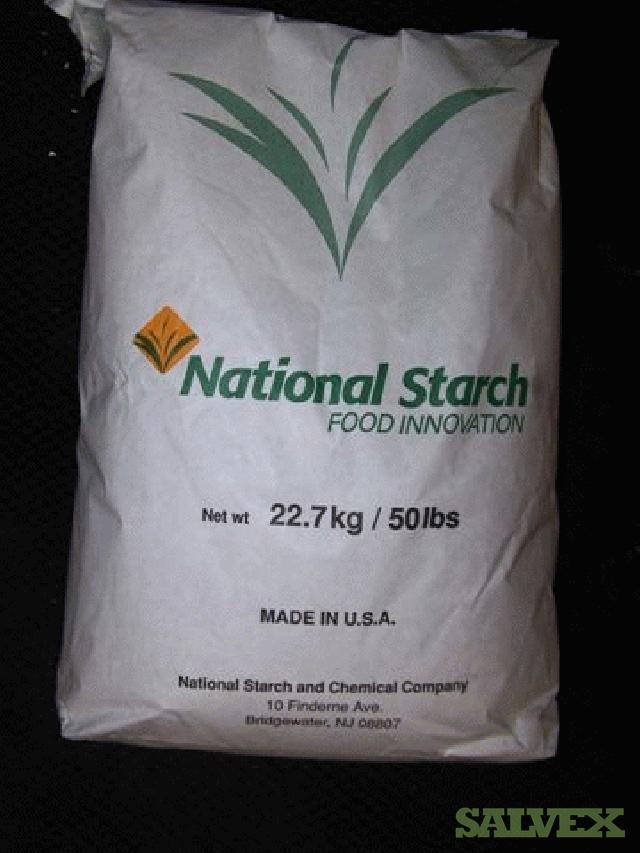 National Starch
FOOD INNOVATION
Net wt 22.7kg / 50lbs
MADE IN U.S.A.
National Starch and Chemical Company
10 Finderne Ave.
Bridgewater, NJ 08807
SALVEX